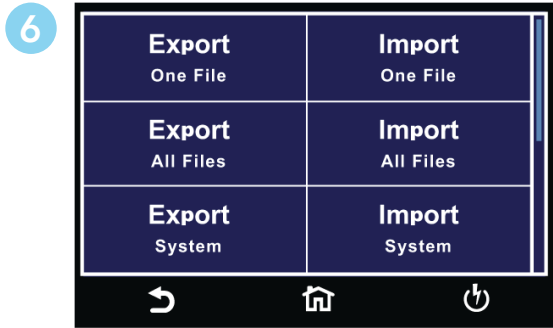 6
Export
One File
Import
One File
Export
All Files
Import
All Files
Export
System
Import
System